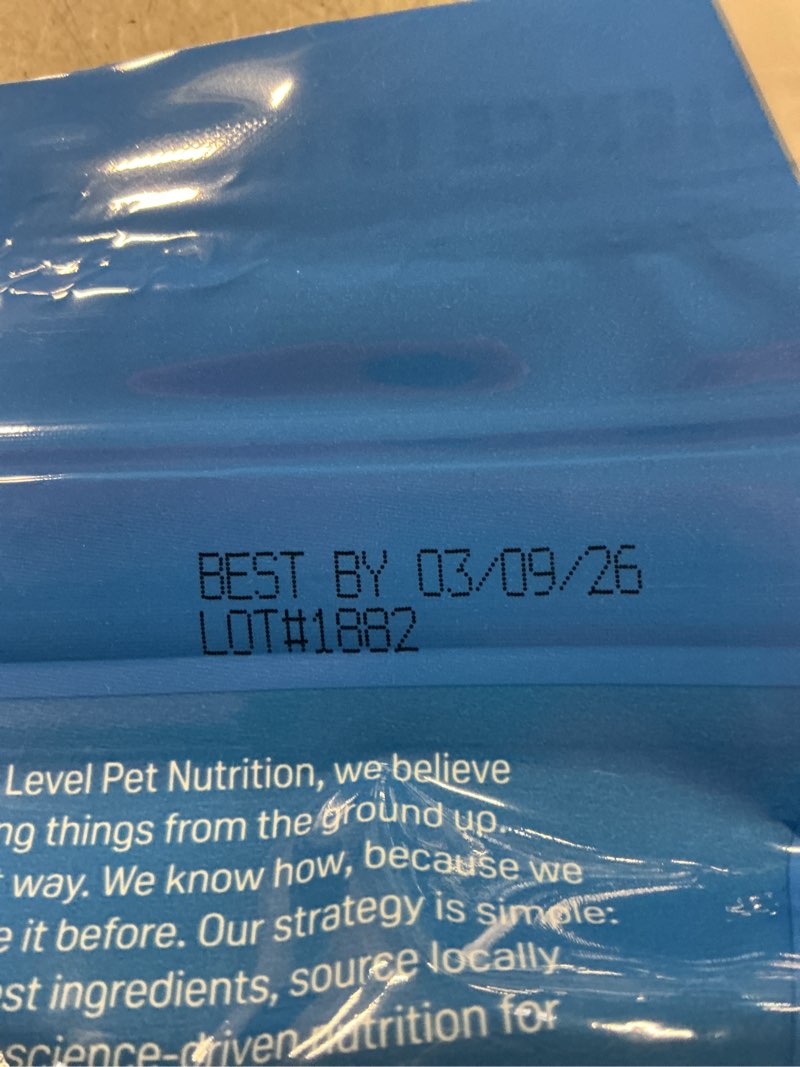 BEST BY 03/09/26
LOT#1882
Level Pet Nutrition, we believe
ng things from the ground up.
way. We know how, because we
e it before. Our strategy is simple:
est ingredients, source locally
science-driven nutrition for